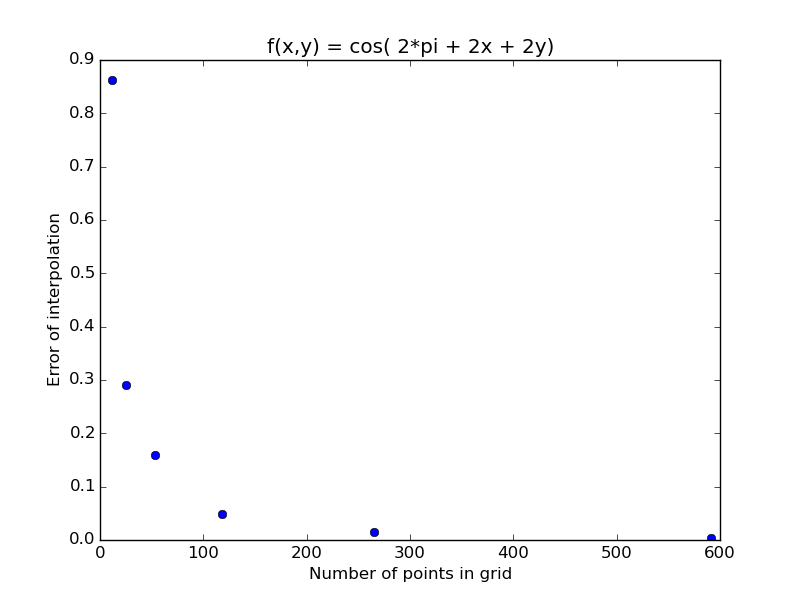 f(x,y) = cos( 2*pi + 2x + 2y)
0.9
0.8
0.7
0.6
0.5
0.4
0.3
0.2
0.1
0.0
Error of interpolation
0 100 200 300 400 500 600
Number of points in grid